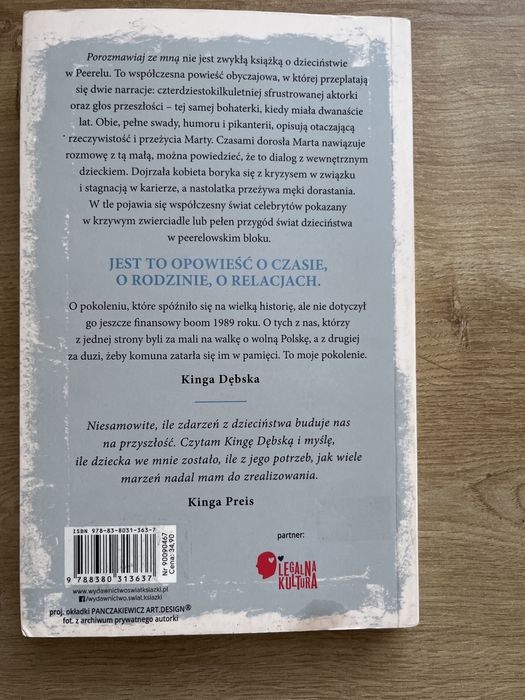 Porozmawiaj ze mną nie jest zwykłą książką o dzieciństwie
w Peerelu. To współczesna powieść obyczajowa, w której przeplatają
się dwie narracje: czterdziestokilkuletniej sfrustrowanej aktorki
oraz głos przeszłości – tej samej bohaterki, kiedy miała dwanaście
lat. Obie, pełne swady, humoru i pikanterii, opisują otaczającą
rzeczywistość i przeżycia Marty. Czasami dorosła Marta nawiązuje
rozmowę z tą małą, można powiedzieć, że to dialog z wewnętrznym
dzieckiem. Dojrzała kobieta boryka się z kryzysem w związku
i stagnacją w karierze, a nastolatka przeżywa męki dorastania.
W tle pojawia się współczesny świat celebrytów pokazany
w krzywym zwierciadle lub pełen przygód świat dzieciństwa
w peerelowskim bloku.
JEST TO OPOWIEŚĆ O CZASIE,
O RODZINIE, O RELACJACH.
O pokoleniu, które spóźniło się na wielką historię, ale nie dotyczył
go jeszcze finansowy boom 1989 roku. O tych z nas, którzy
z jednej strony byli za mali na walkę o wolną Polskę, a z drugiej
za duzi, żeby komuna zatarła się im w pamięci. To moje pokolenie.
Kinga Dębska
Niesamowite, ile zdarzeń z dzieciństwa buduje nas
na przyszłość. Czytam Kingę Dębską i myślę,
ile dziecka we mnie zostało, ile z jego potrzeb, jak wiele
marzeń nadal mam do zrealizowania.
Kinga Preis
ISBN 978-83-8031-363-7
9 788380 313637
Nr 90090467
Cena: 34,90
www.wydawnictwoswiatksiazki.pl
/wydawnictwo.swiat.ksiazki
proj. okładki PANCZAKIEWICZ ART.DESIGN®
fot. z archiwum prywatnego autorki
partner:
LEGALNA
KULTURA